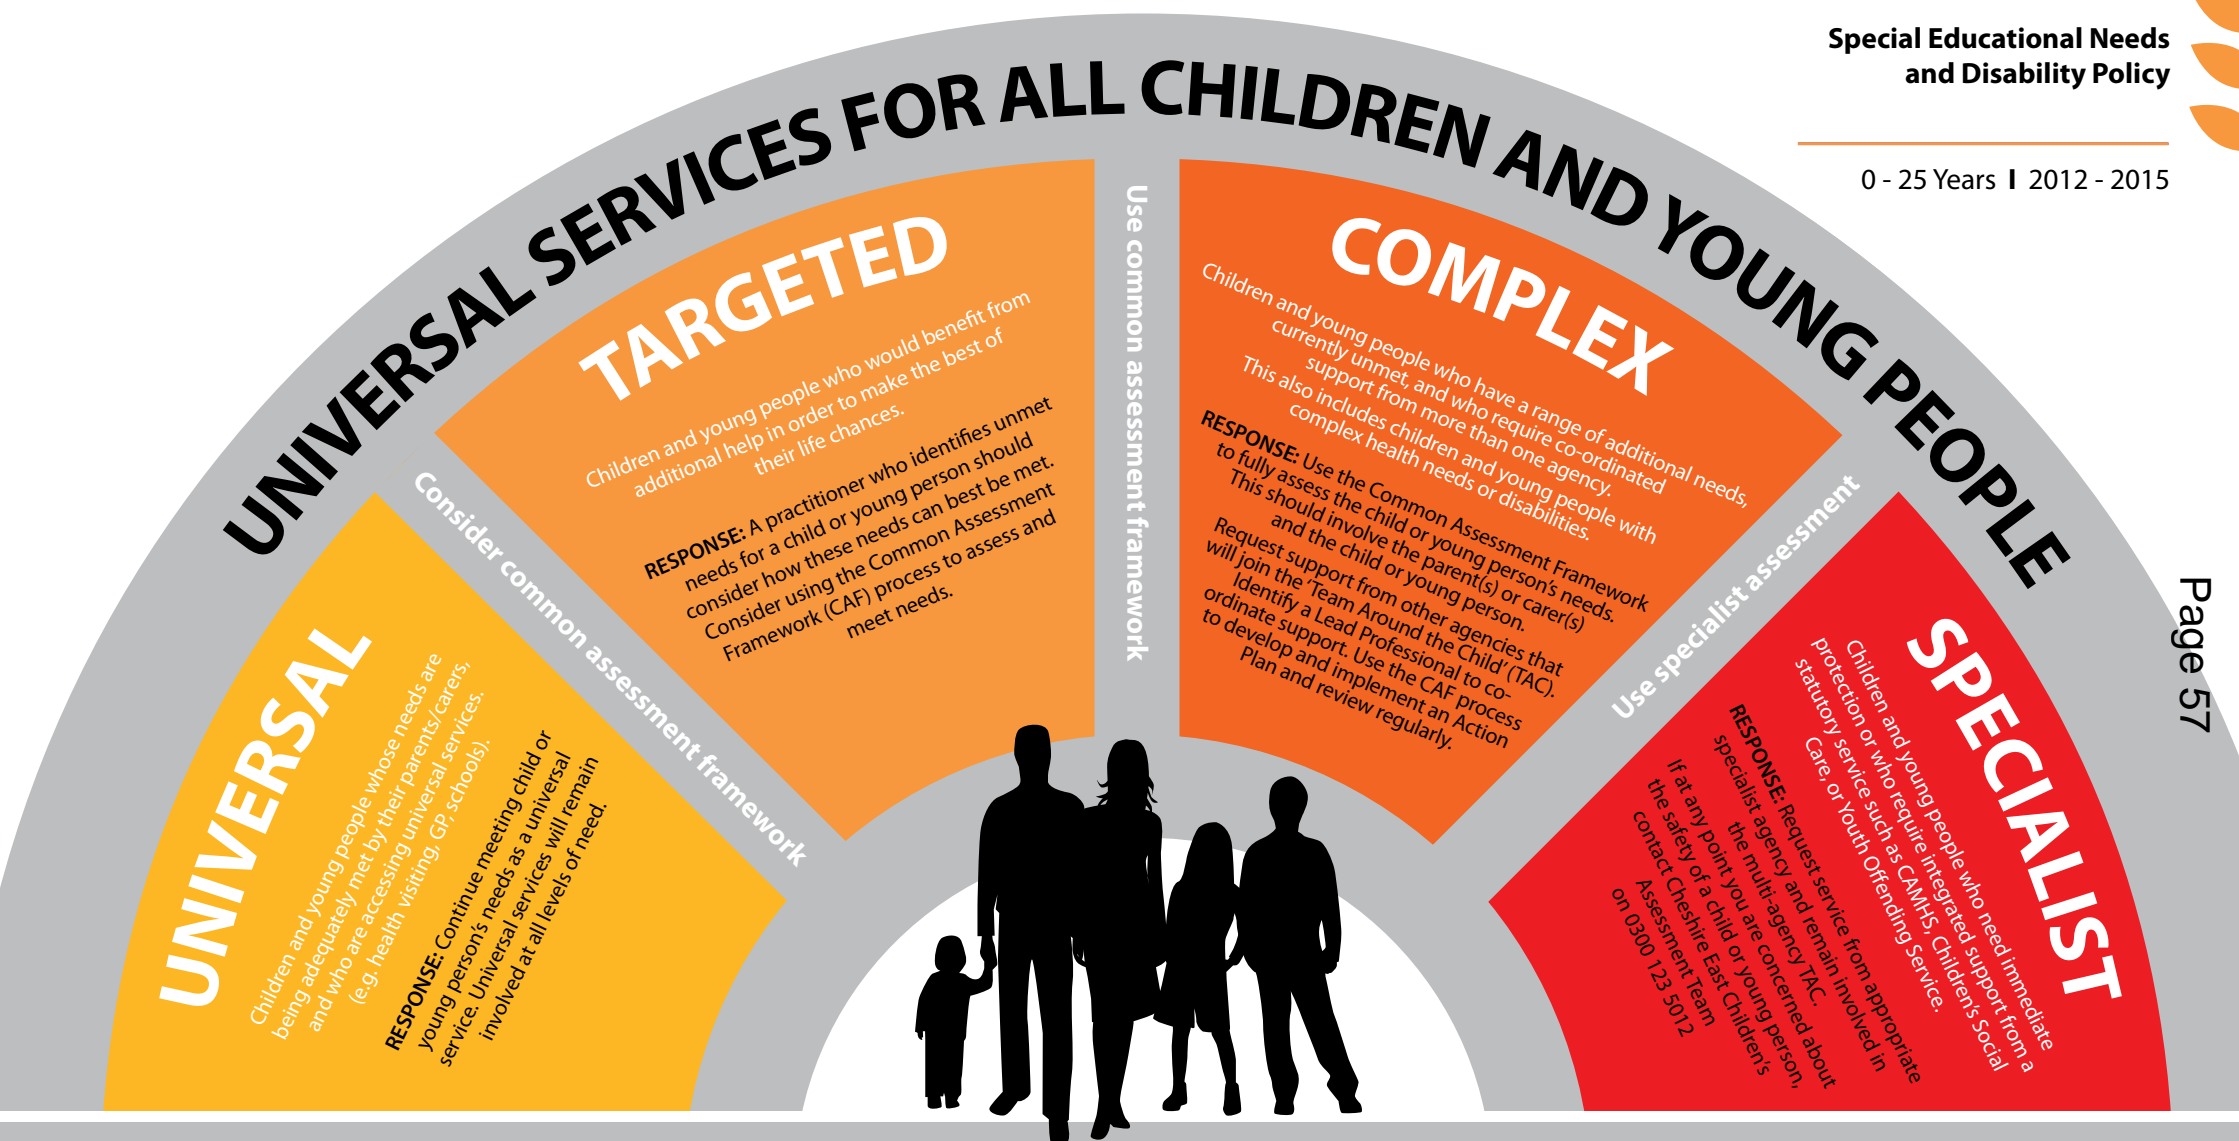 Special Educational Needs
and Disability Policy
0 - 25 Years I 2012 - 2015
UNIVERSAL SERVICES FOR ALL CHILDREN AND YOUNG PEOPLE
UNIVERSAL
Children and young people whose needs are
being adequately met by their parents/carers,
and who are accessing universal services.
(e.g. health visiting, GP, schools).
RESPONSE: Continue meeting child or
young person's needs as a universal
service. Universal services will remain
involved at all levels of need.
Consider common assessment framework
TARGETED
Children and young people who would benefit from
additional help in order to make the best of
their life chances.
RESPONSE: A practitioner who identifies unmet
needs for a child or young person should
consider how these needs can best be met.
Consider using the Common Assessment
Framework (CAF) process to assess and
meet needs.
Use common assessment framework
COMPLEX
Children and young people who have a range of additional needs,
currently unmet, and who require co-ordinated
support from more than one agency.
This also includes children and young people with
complex health needs or disabilities.
RESPONSE: Use the Common Assessment Framework
to fully assess the child or young person's needs.
This should involve the parent(s) or carer(s)
and the child or young person.
Request support from other agencies that
will join the 'Team Around the Child' (TAC).
Identify a Lead Professional to co-
ordinate support. Use the CAF process
to develop and implement an Action
Plan and review regularly.
Use specialist assessment
SPECIALIST
Children and young people who need immediate
protection or who require integrated support from a
statutory service such as CAMHS, Children's Social
Care, or Youth Offending Service.
RESPONSE: Request service from appropriate
specialist agency and remain involved in
the multi-agency TAC.
If at any point you are concerned about
the safety of a child or young person,
contact Cheshire East Children's
Assessment Team
on 0300 123 5012
Page 57